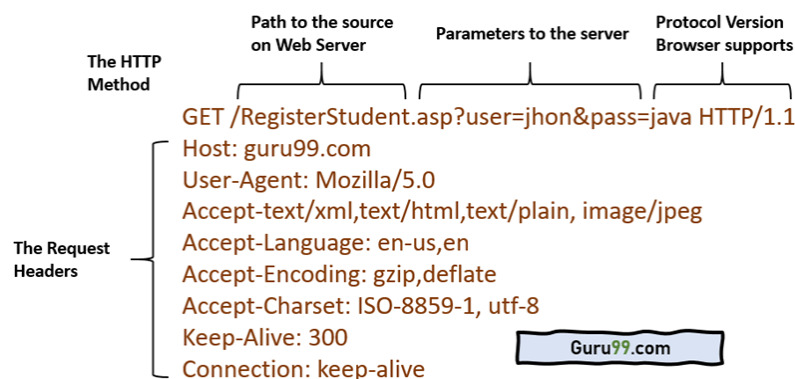 Path to the source
on Web Server
Parameters to the server
Protocol Version
Browser supports
The HTTP
Method
GET /RegisterStudent.asp?user=jhon&pass=java HTTP/1.1
Host: guru99.com
User-Agent: Mozilla/5.0
Accept-text/xml,text/html,text/plain, image/jpeg
Accept-Language: en-us,en
Accept-Encoding: gzip,deflate
Accept-Charset: ISO-8859-1, utf-8
Keep-Alive: 300
Connection: keep-alive
The Request
Headers
Guru99.com